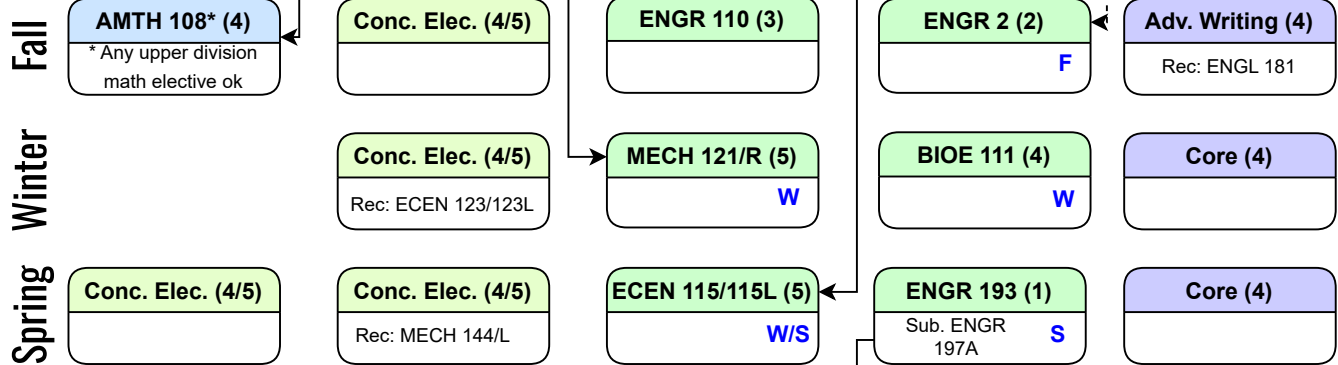 Fall
AMTH 108* (4)
* Any upper division
math elective ok
Conc. Elec. (4/5)
ENGR 110 (3)
ENGR 2 (2)
F
Adv. Writing (4)
Rec: ENGL 181
Winter
Conc. Elec. (4/5)
Rec: ECEN 123/123L
MECH 121/R (5)
W
BIOE 111 (4)
W
Core (4)
Spring
Conc. Elec. (4/5)
Conc. Elec. (4/5)
Rec: MECH 144/L
ECEN 115/115L (5)
W/S
ENGR 193 (1)
Sub. ENGR
197A
S
Core (4)